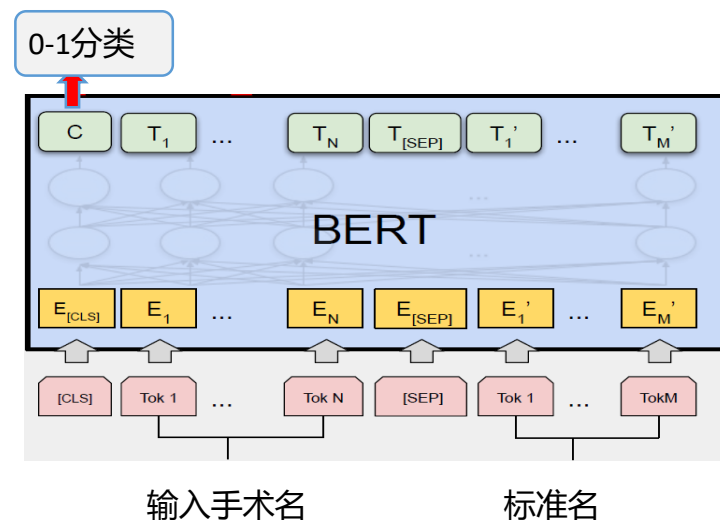 0-1分类
C T1 ... TN T[SEP] T1’ ... TM’
...
BERT
...
E[CLS] E1 ... EN E[SEP] E1’ ... EM’
[CLS] Tok 1 ... Tok N [SEP] Tok 1 ... TokM
输入手术名 标准名